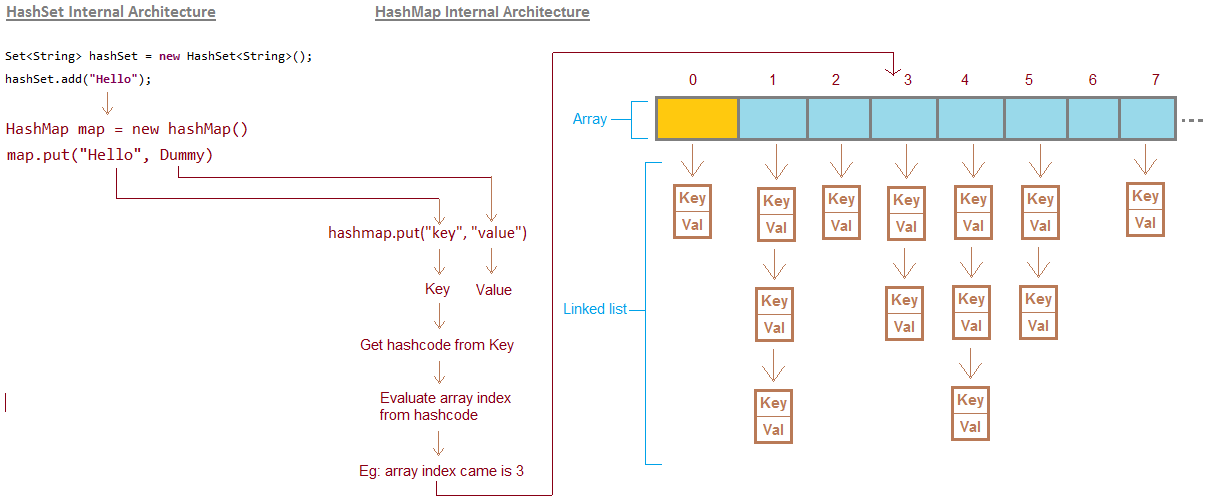 HashSet Internal Architecture
HashMap Internal Architecture
Set<String> hashSet = new HashSet<String>();
hashSet.add("Hello");
HashMap map = new hashMap()
map.put("Hello", Dummy)
hashmap.put("key", "value")
Key
Value
Get hashcode from Key
Evaluate array index
from hashcode
Eg: array index came is 3
0 1 2 3 4 5 6 7
Array
Linked list
Key Key Key Key Key Key Key
Val Val Val Val Val Val Val
Key Key Key Key
Val Val Val Val
Key Key
Val Val